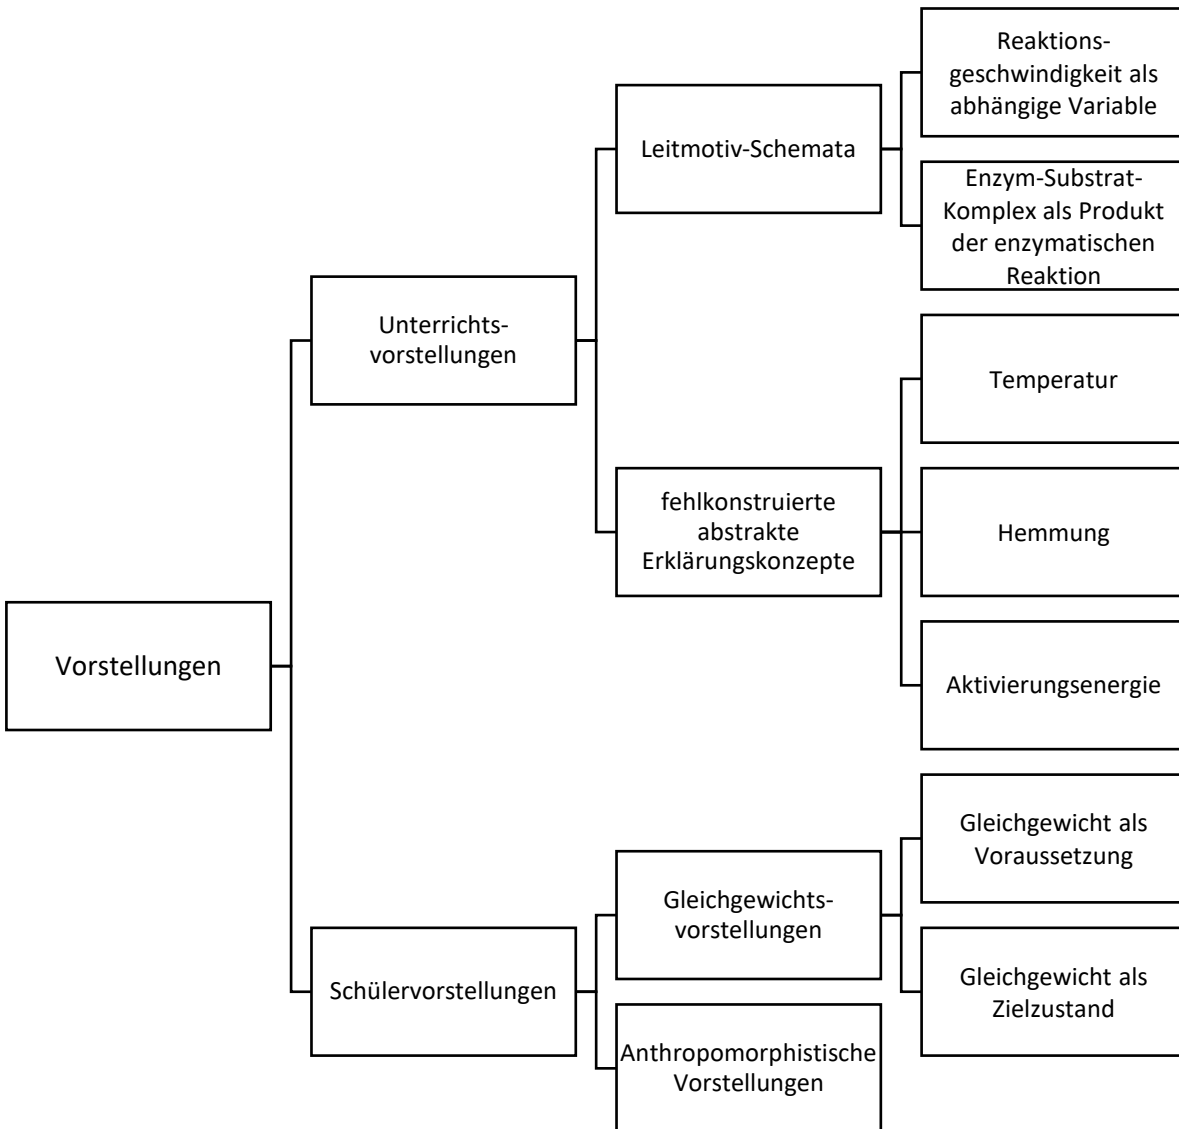 Vorstellungen
Unterrichts-
vorstellungen
Leitmotiv-Schemata
Reaktions-
geschwindigkeit als
abhängige Variable
Enzym-Substrat-
Komplex als Produkt
der enzymatischen
Reaktion
fehlkonstruierte
abstrakte
Erklärungskonzepte
Temperatur
Hemmung
Aktivierungsenergie
Schülervorstellungen
Gleichgewichts-
vorstellungen
Gleichgewicht als
Voraussetzung
Gleichgewicht als
Zielzustand
Anthropomorphistische
Vorstellungen